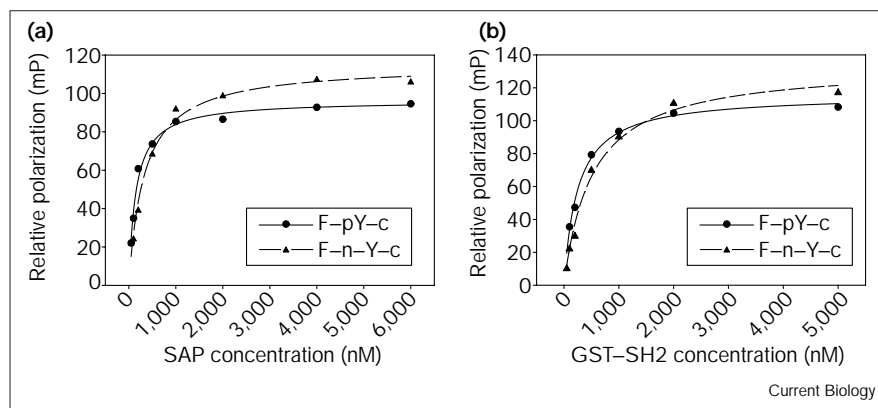 (a)
Relative polarization (mP)
120
100
80
60
40
20
0
F–pY–c
F–n–Y–c
0
1,000
2,000
3,000
4,000
5,000
6,000
SAP concentration (nM)
(b)
Relative polarization (mP)
140
120
100
80
60
40
20
0
F–pY–c
F–n–Y–c
0
1,000
2,000
3,000
4,000
5,000
GST–SH2 concentration (nM)
Current Biology